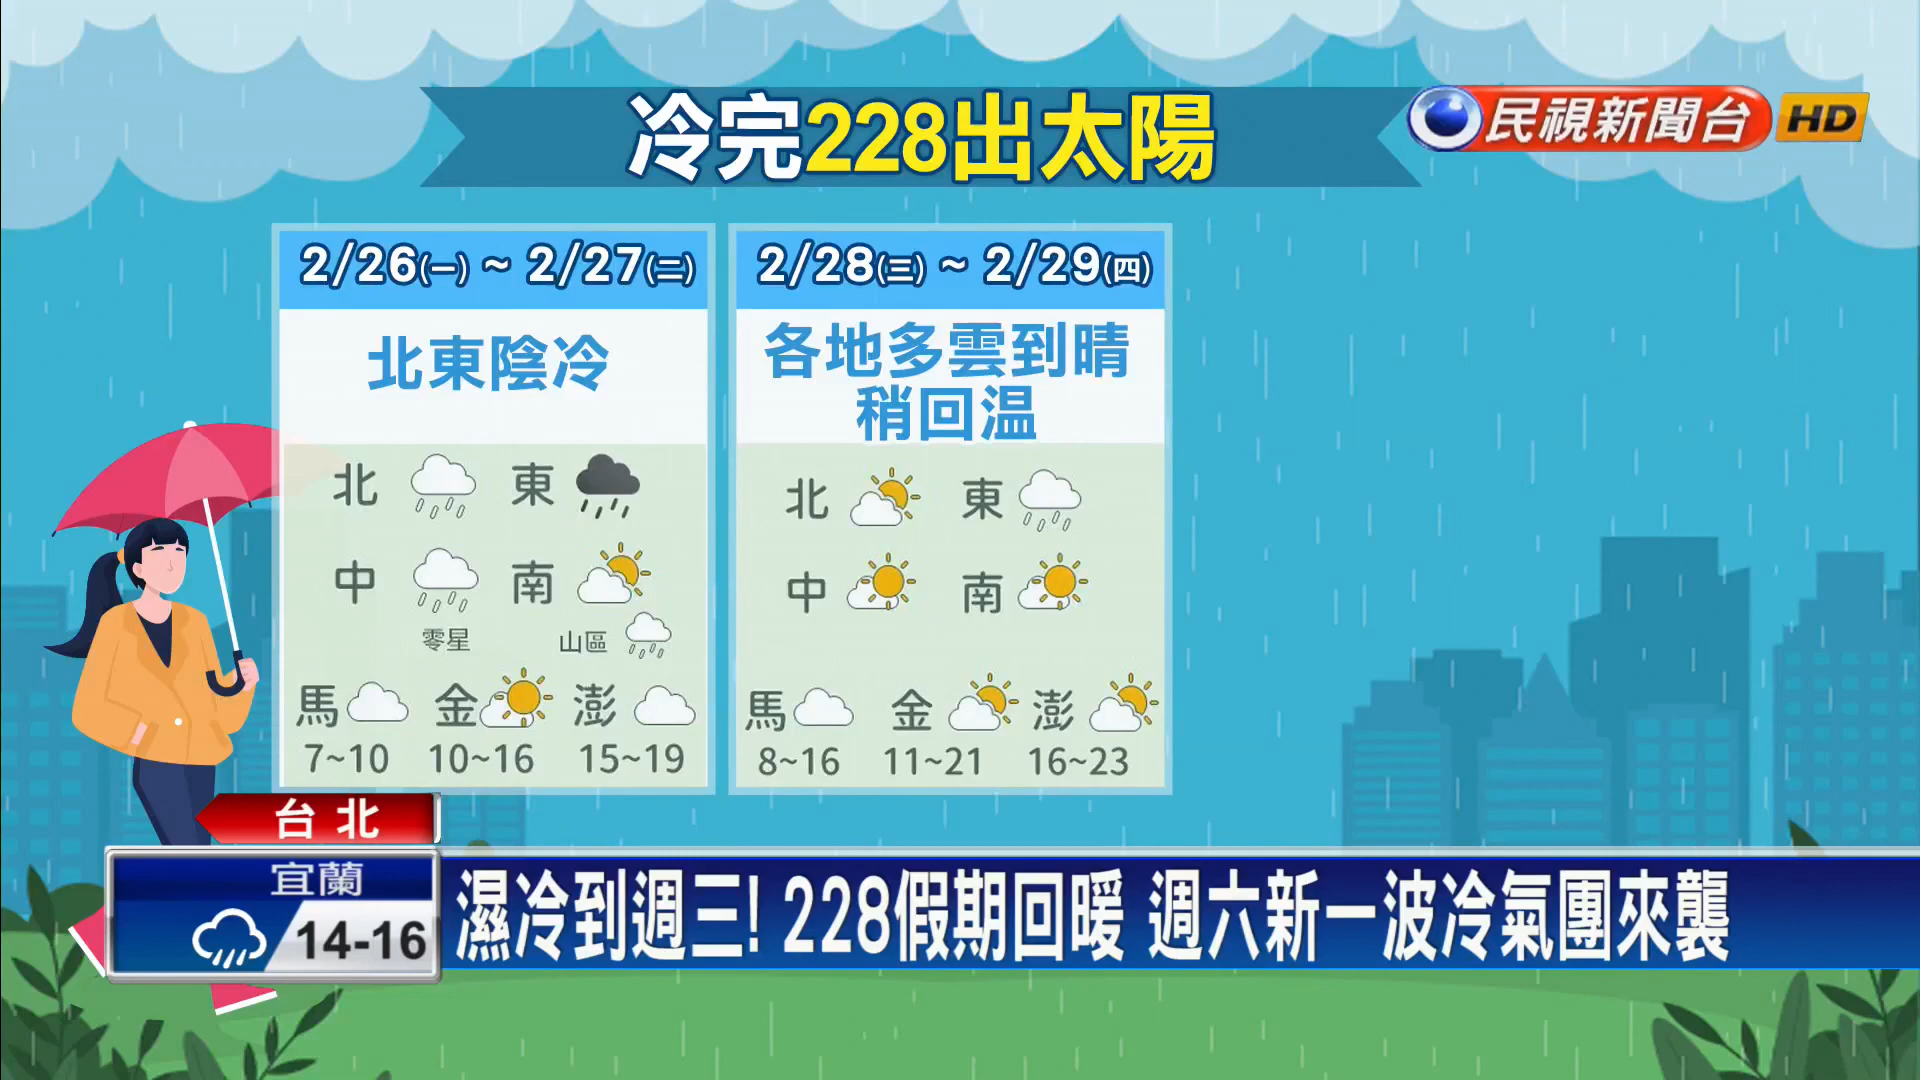 冷完228出太陽
民視新聞台 HD
2/26(一) ~ 2/27(二)
北東陰冷
北 東
中 南
零星 山區
馬 金 澎
7~10 10~16 15~19
2/28(三) ~ 2/29(四)
各地多雲到晴
稍回温
北 東
中 南
馬 金 澎
8~16 11~21 16~23
台北
宜蘭
14-16
濕冷到週三! 228假期回暖 週六新一波冷氣團來襲